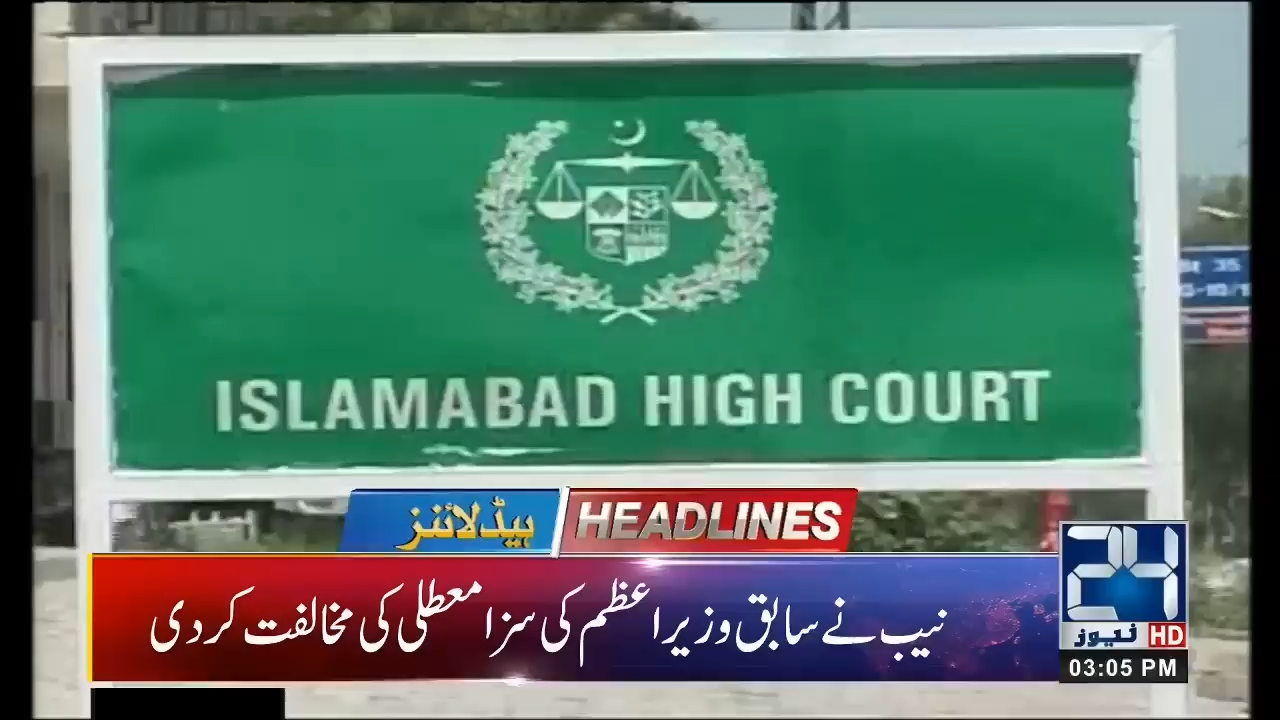 ISLAMABAD HIGH COURT
ہیڈلائنز HEADLINES
نیب نے سابق وزیراعظم کی سزا معطلی کی مخالفت کردی
24
نیوز HD
03:05 PM